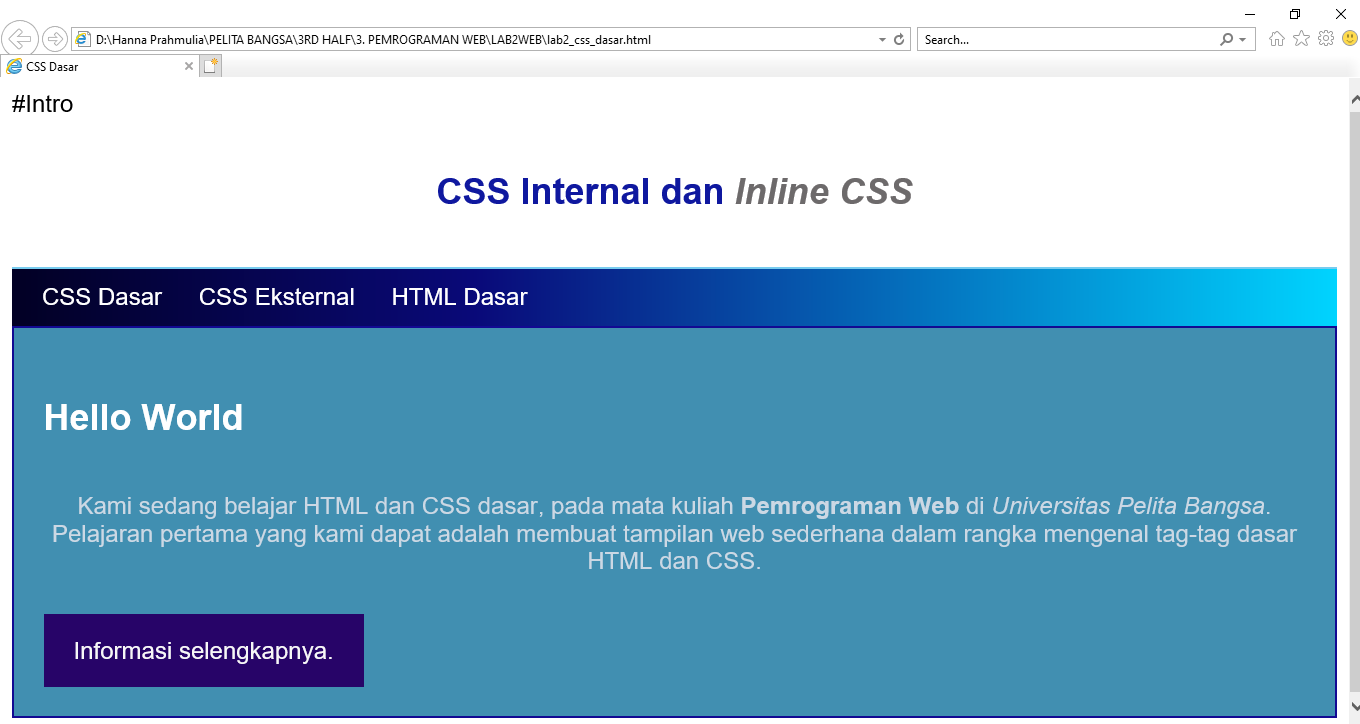 D:\Hanna Prahmulia\PELITA BANGSA\3RD HALF\3. PEMROGRAMAN WEB\LAB2WEB\lab2_css_dasar.html
Search...
CSS Dasar
#Intro
CSS Internal dan Inline CSS
CSS Dasar CSS Eksternal HTML Dasar
Hello World
Kami sedang belajar HTML dan CSS dasar, pada mata kuliah Pemrograman Web di Universitas Pelita Bangsa.
Pelajaran pertama yang kami dapat adalah membuat tampilan web sederhana dalam rangka mengenal tag-tag dasar
HTML dan CSS.
Informasi selengkapnya.